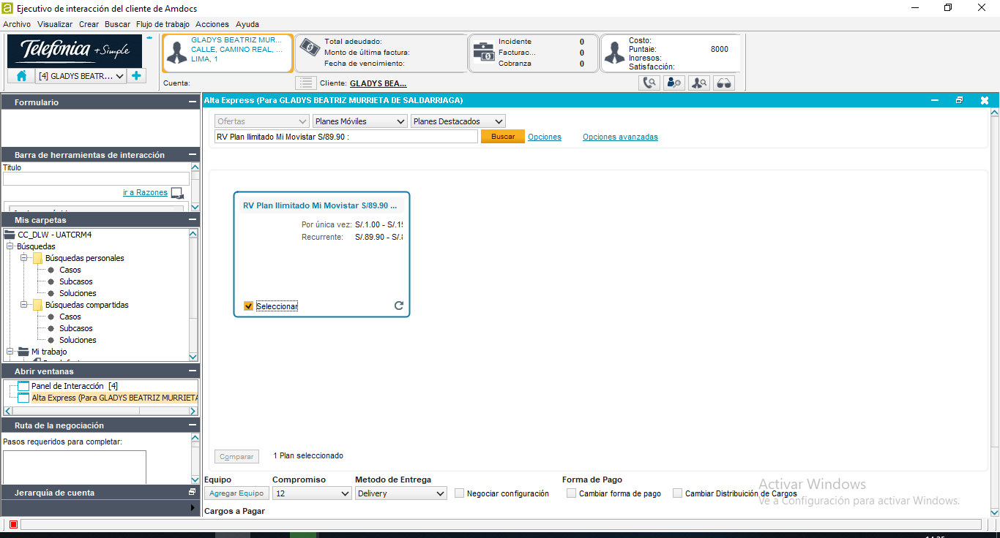 Ejecutivo de interacción del cliente de Amdocs
Archivo Visualizar Crear Buscar Flujo de trabajo Acciones Ayuda
Telefónica +Simple
[4] GLADYS BEATR...
GLADYS BEATRIZ MUR...
CALLE, CAMINO REAL, ...
LIMA, 1
Total adeudado:
Monto de última factura:
Fecha de vencimiento:
Incidente 0
Facturac... 0
Cobranza 0
Costo:
Puntaje: 8000
Ingresos:
Satisfacción:
Cuenta:
Cliente: GLADYS BEA...
Formulario
Barra de herramientas de interacción
Título
ir a Razones
Mis carpetas
CC_DLW - UATCRM4
Búsquedas
Búsquedas personales
Casos
Subcasos
Soluciones
Búsquedas compartidas
Casos
Subcasos
Soluciones
Mi trabajo
Abrir ventanas
Panel de Interacción [4]
Alta Express (Para GLADYS BEATRIZ MURRIETA
Ruta de la negociación
Pasos requeridos para completar:
Jerarquía de cuenta
Alta Express (Para GLADYS BEATRIZ MURRIETA DE SALDARRIAGA)
Ofertas Planes Móviles Planes Destacados
RV Plan Ilimitado Mi Movistar S/89.90 : Buscar Opciones Opciones avanzadas
RV Plan Ilimitado Mi Movistar S/89.90 ...
Por única vez: S/.1.00 - S/.1
Recurrente: S/.89.90 - S/.
Seleccionar
Comparar 1 Plan seleccionado
Equipo Compromiso Metodo de Entrega Forma de Pago
Agregar Equipo 12 Delivery Negociar configuración Cambiar forma de pago Cambiar Distribuición de Cargos
Cargos a Pagar
Activar Windows
Ve a Configuración para activar Windows.